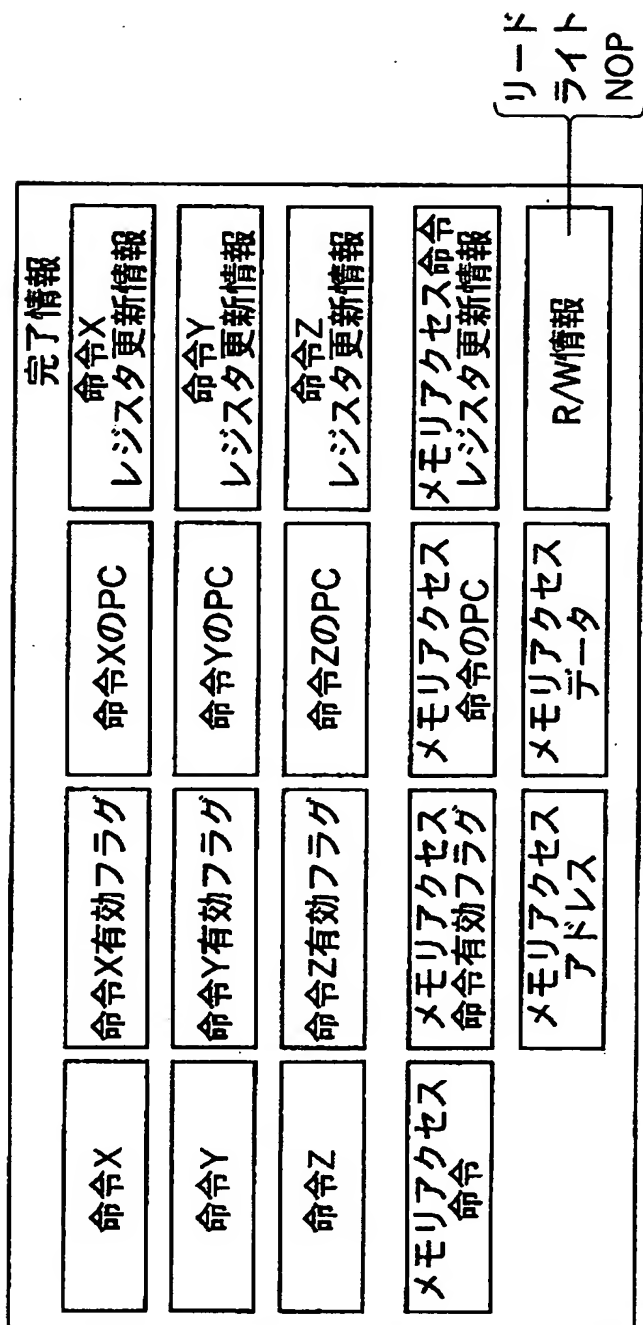 完了情報
命令X
命令X有効フラグ
命令XのPC
命令X
レジスタ更新情報
命令Y
命令Y有効フラグ
命令YのPC
命令Y
レジスタ更新情報
命令Z
命令Z有効フラグ
命令ZのPC
命令Z
レジスタ更新情報
メモリアクセス
命令
メモリアクセス
命令有効フラグ
メモリアクセス
命令のPC
メモリアクセス命令
レジスタ更新情報
メモリアクセス
アドレス
メモリアクセス
データ
R/W情報
リード
ライト
NOP